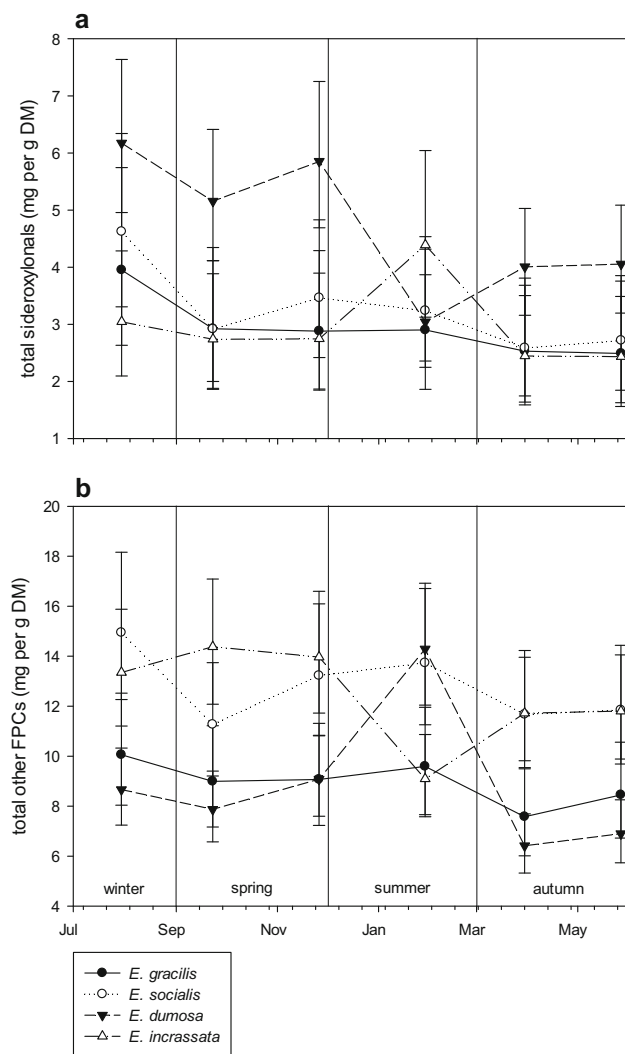 a
total sideroxylonals (mg per g DM)
8
7
6
5
4
3
2
1
b
total other FPCs (mg per g DM)
20
18
16
14
12
10
8
6
4
winter spring summer autumn
Jul Sep Nov Jan Mar May
E. gracilis
E. socialis
E. dumosa
E. incrassata